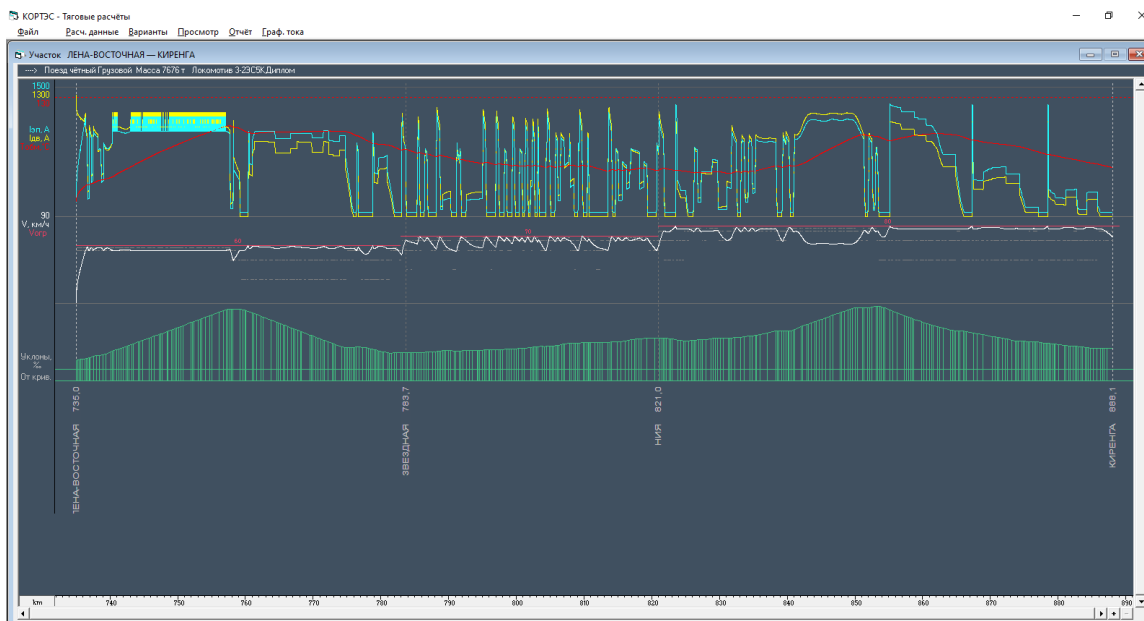 КОРТЭС - Тяговые расчёты
Файл Расч. данные Варианты Просмотр Отчёт Граф. тока
Участок ЛЕНА-ВОСТОЧНАЯ — КИРЕНГА
---> Поезд чётный Грузовой Масса 7676 т Локомотив 3-2ЭС5К,Диплом
1500
1300
Iэл, А
Iдв, А
90
V, км/ч
Vогр
60
70
80
Уклоны,
‰
От крив.
ЛЕНА-ВОСТОЧНАЯ 735,0
ЗВЕЗДНАЯ 783,7
НИЯ 821,0
КИРЕНГА 888,1
km 740 750 760 770 780 790 800 810 820 830 840 850 860 870 880 890